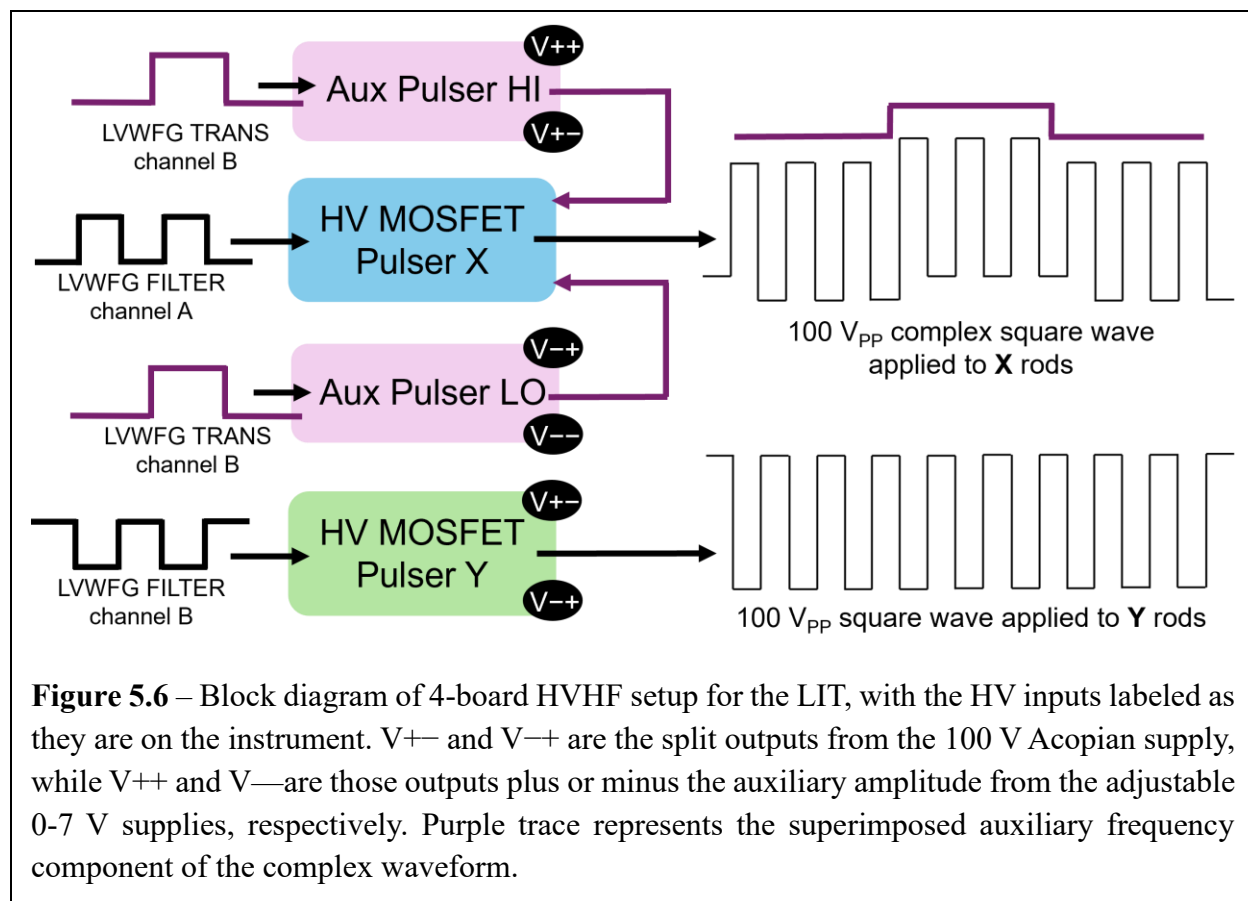 V++
Aux Pulser HI
V+−
LVWFG TRANS
channel B
HV MOSFET
Pulser X
LVWFG FILTER
channel A
100 VPP complex square wave
applied to X rods
V−+
Aux Pulser LO
V−−
LVWFG TRANS
channel B
V+−
HV MOSFET
Pulser Y
V−+
LVWFG FILTER
channel B
100 VPP square wave applied to Y rods
Figure 5.6 – Block diagram of 4-board HVHF setup for the LIT, with the HV inputs labeled as
they are on the instrument. V+− and V−+ are the split outputs from the 100 V Acopian supply,
while V++ and V—are those outputs plus or minus the auxiliary amplitude from the adjustable
0-7 V supplies, respectively. Purple trace represents the superimposed auxiliary frequency
component of the complex waveform.